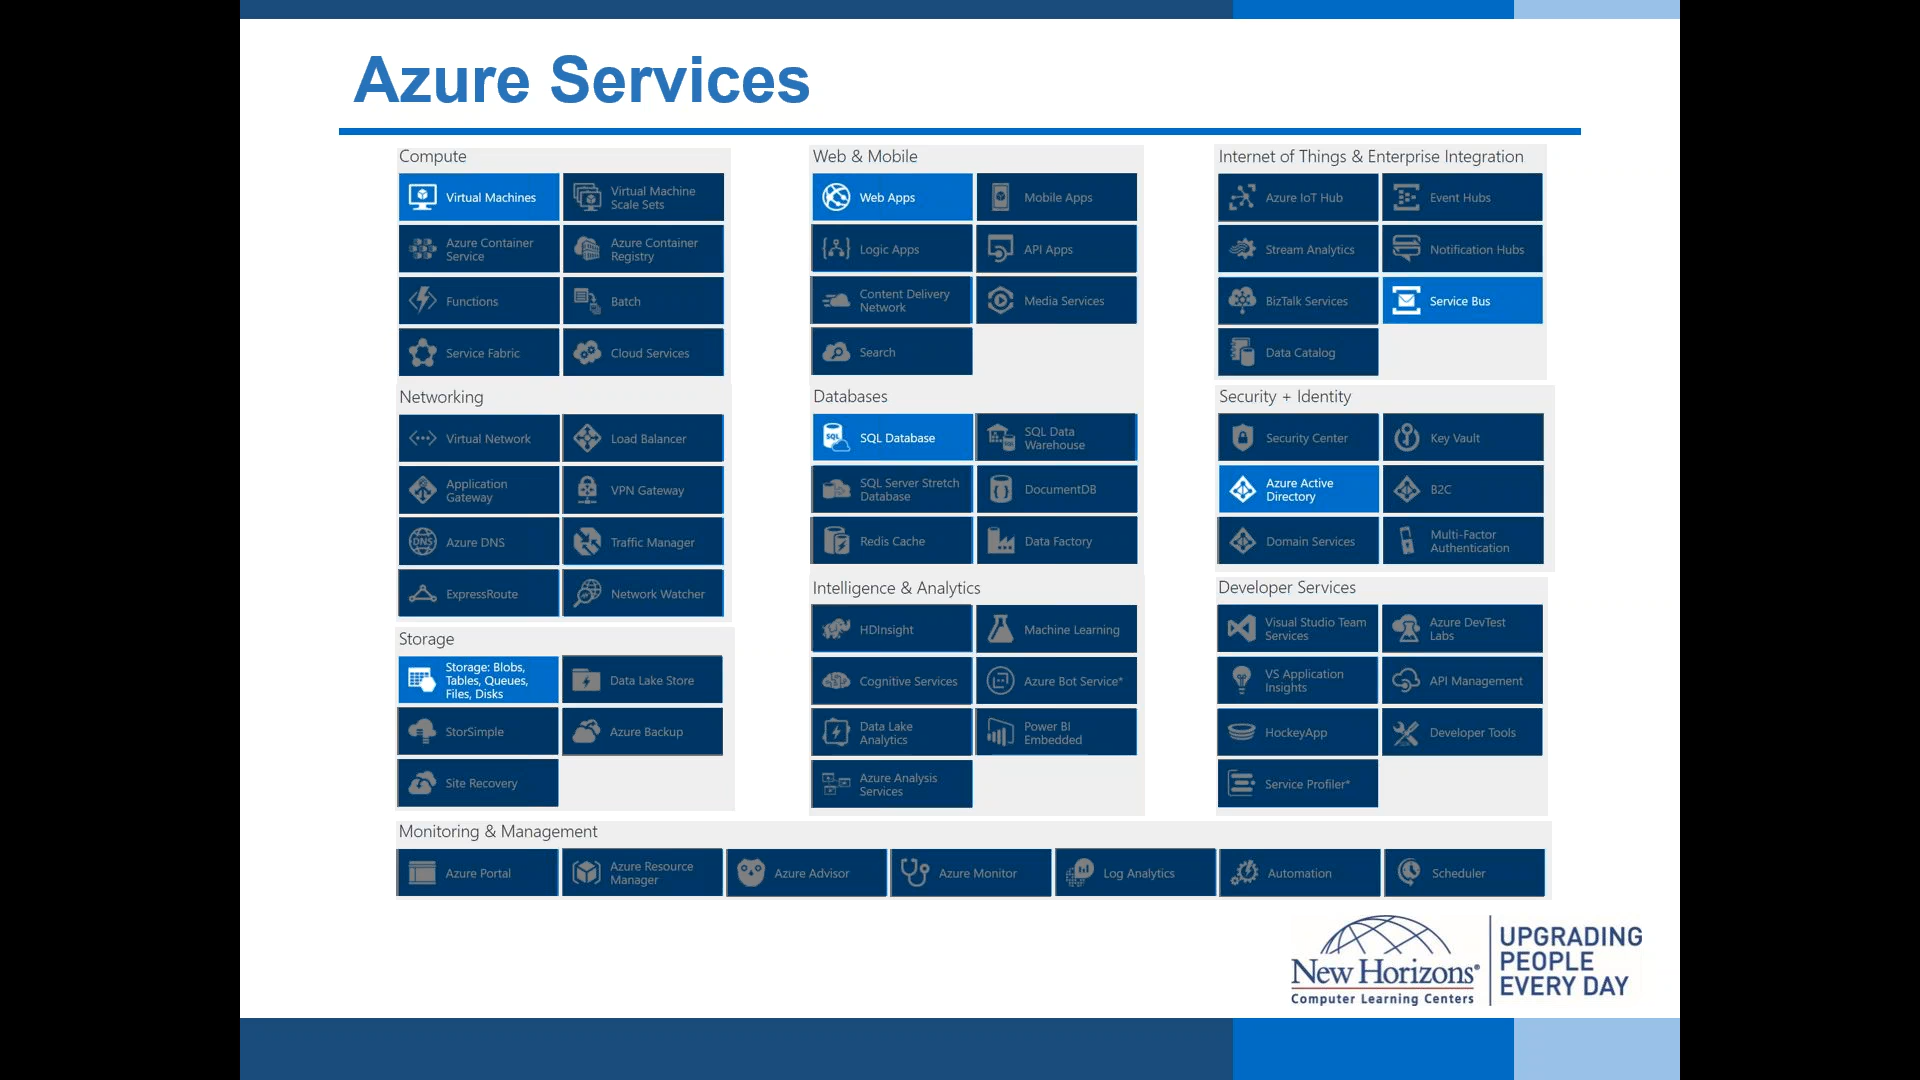 Azure Services
Compute
Virtual Machines
Virtual Machine
Scale Sets
Azure Container
Service
Azure Container
Registry
Functions
Batch
Service Fabric
Cloud Services
Networking
Virtual Network
Load Balancer
Application
Gateway
VPN Gateway
DNS
Azure DNS
Traffic Manager
ExpressRoute
Network Watcher
Storage
Storage: Blobs,
Tables, Queues,
Files, Disks
Data Lake Store
StorSimple
Azure Backup
Site Recovery
Web & Mobile
Web Apps
Mobile Apps
Logic Apps
API Apps
Content Delivery
Network
Media Services
Search
Databases
SQL
SQL Database
SQL Data
Warehouse
SQL Server Stretch
Database
DocumentDB
Redis Cache
Data Factory
Intelligence & Analytics
HDInsight
Machine Learning
Cognitive Services
Azure Bot Service*
Data Lake
Analytics
Power BI
Embedded
Azure Analysis
Services
Internet of Things & Enterprise Integration
Azure IoT Hub
Event Hubs
Stream Analytics
Notification Hubs
BizTalk Services
Service Bus
Data Catalog
Security + Identity
Security Center
Key Vault
Azure Active
Directory
B2C
Domain Services
Multi-Factor
Authentication
Developer Services
Visual Studio Team
Services
Azure DevTest
Labs
VS Application
Insights
API Management
HockeyApp
Developer Tools
Service Profiler*
Monitoring & Management
Azure Portal
Azure Resource
Manager
Azure Advisor
Azure Monitor
Log Analytics
Automation
Scheduler
New Horizons®
Computer Learning Centers
UPGRADING
PEOPLE
EVERY DAY